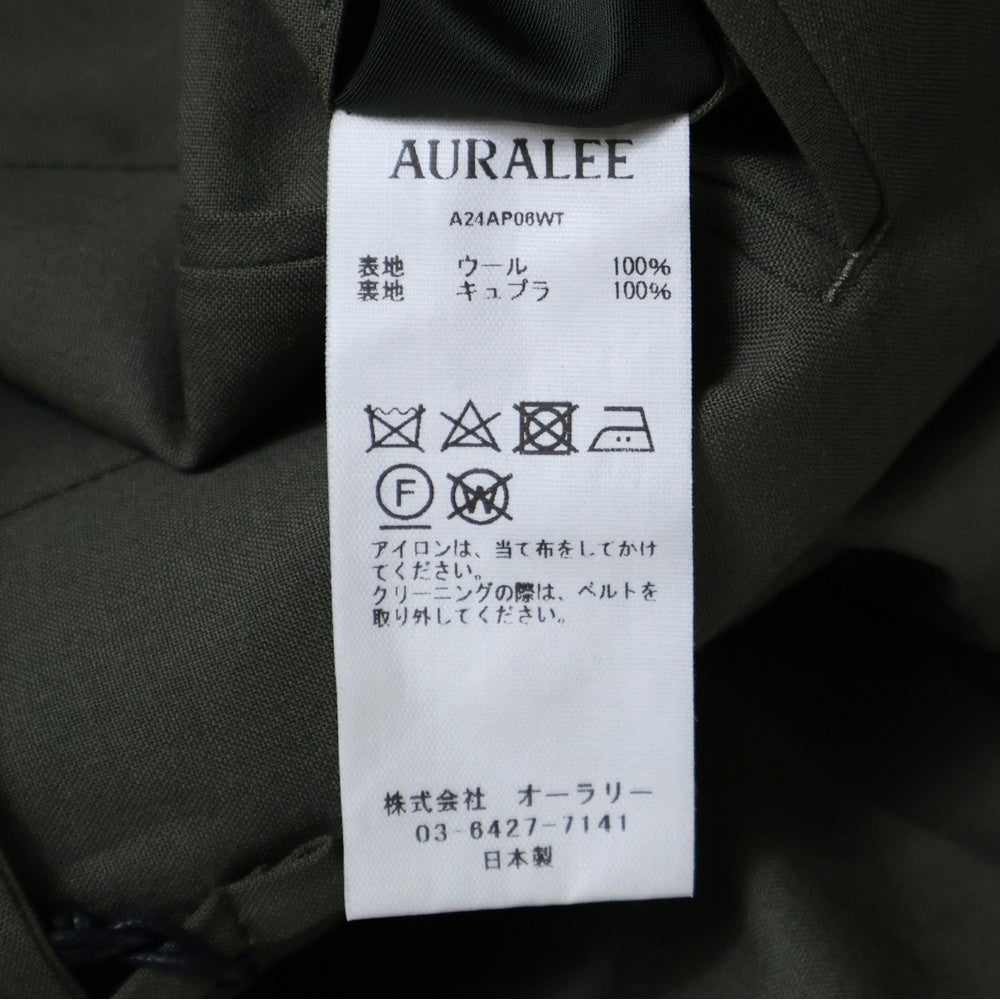 AURALEE
A24AP06WT
表地 ウール 100%
裏地 キュプラ 100%
F
W
アイロンは、当て布をしてかけ
てください。
クリーニングの際は、ベルトを
取り外してください。
株式会社 オーラリー
03-6427-7141
日本製